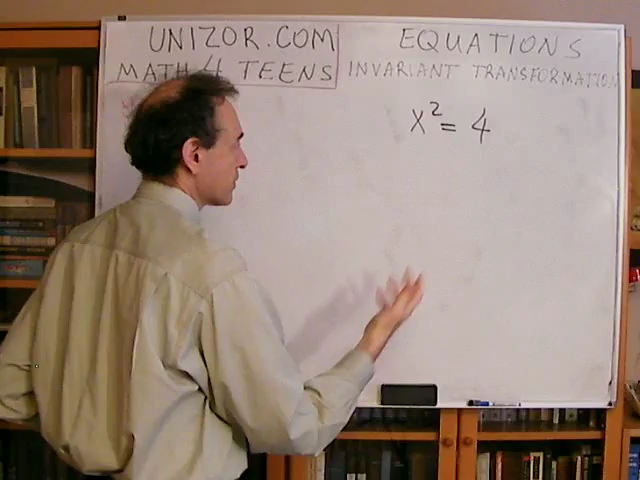 UNIZOR.COM
MATH 4 TEENS
EQUATIONS
INVARIANT TRANSFORMATION
x² = 4